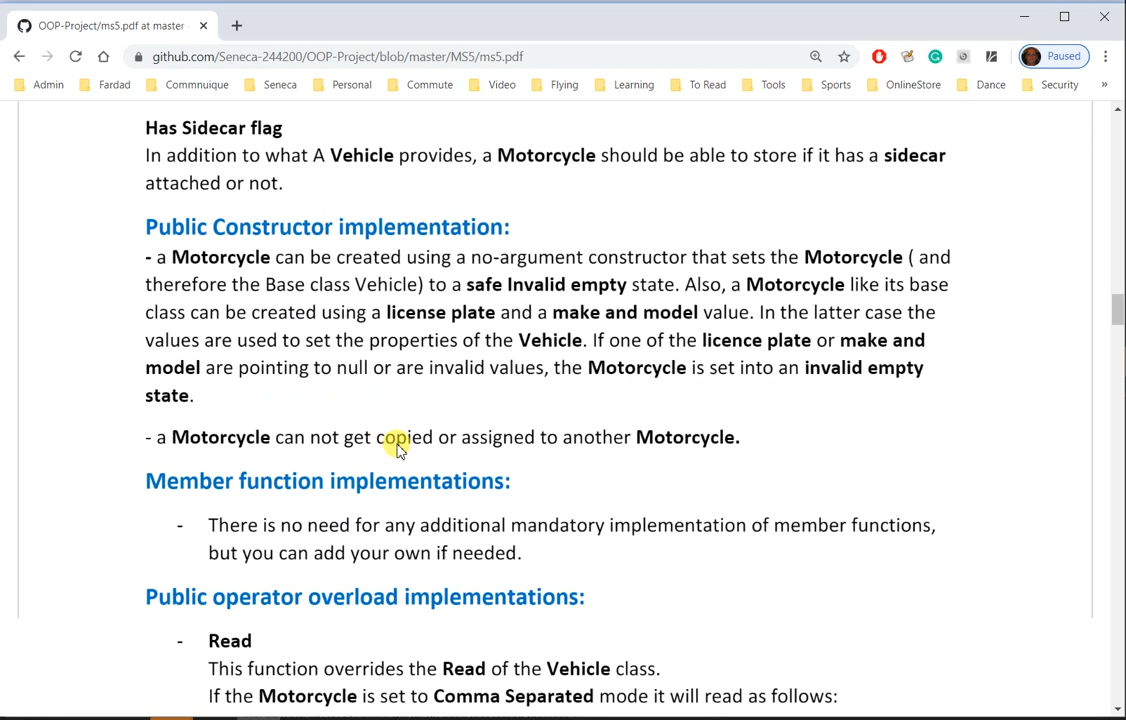 OOP-Project/ms5.pdf at master
github.com/Seneca-244200/OOP-Project/blob/master/MS5/ms5.pdf
Paused
Admin Fardad Commnuique Seneca Personal Commute Video Flying Learning To Read Tools Sports OnlineStore Dance Security »
Has Sidecar flag
In addition to what A Vehicle provides, a Motorcycle should be able to store if it has a sidecar
attached or not.
Public Constructor implementation:
- a Motorcycle can be created using a no-argument constructor that sets the Motorcycle ( and
therefore the Base class Vehicle) to a safe Invalid empty state. Also, a Motorcycle like its base
class can be created using a license plate and a make and model value. In the latter case the
values are used to set the properties of the Vehicle. If one of the licence plate or make and
model are pointing to null or are invalid values, the Motorcycle is set into an invalid empty
state.
- a Motorcycle can not get copied or assigned to another Motorcycle.
Member function implementations:
- There is no need for any additional mandatory implementation of member functions,
but you can add your own if needed.
Public operator overload implementations:
- Read
This function overrides the Read of the Vehicle class.
If the Motorcycle is set to Comma Separated mode it will read as follows: